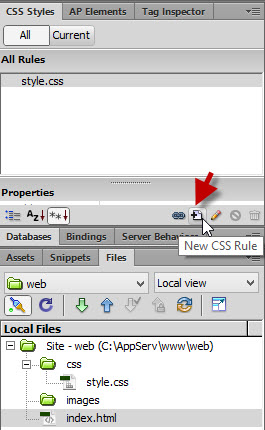 CSS Styles AP Elements Tag Inspector
All Current
All Rules
style.css
Properties
Az↓ **↓
Databases Bindings Server Behaviors
New CSS Rule
Assets Snippets Files
web Local view
Local Files
Site - web (C:\AppServ\www\web)
css
style.css
images
index.html